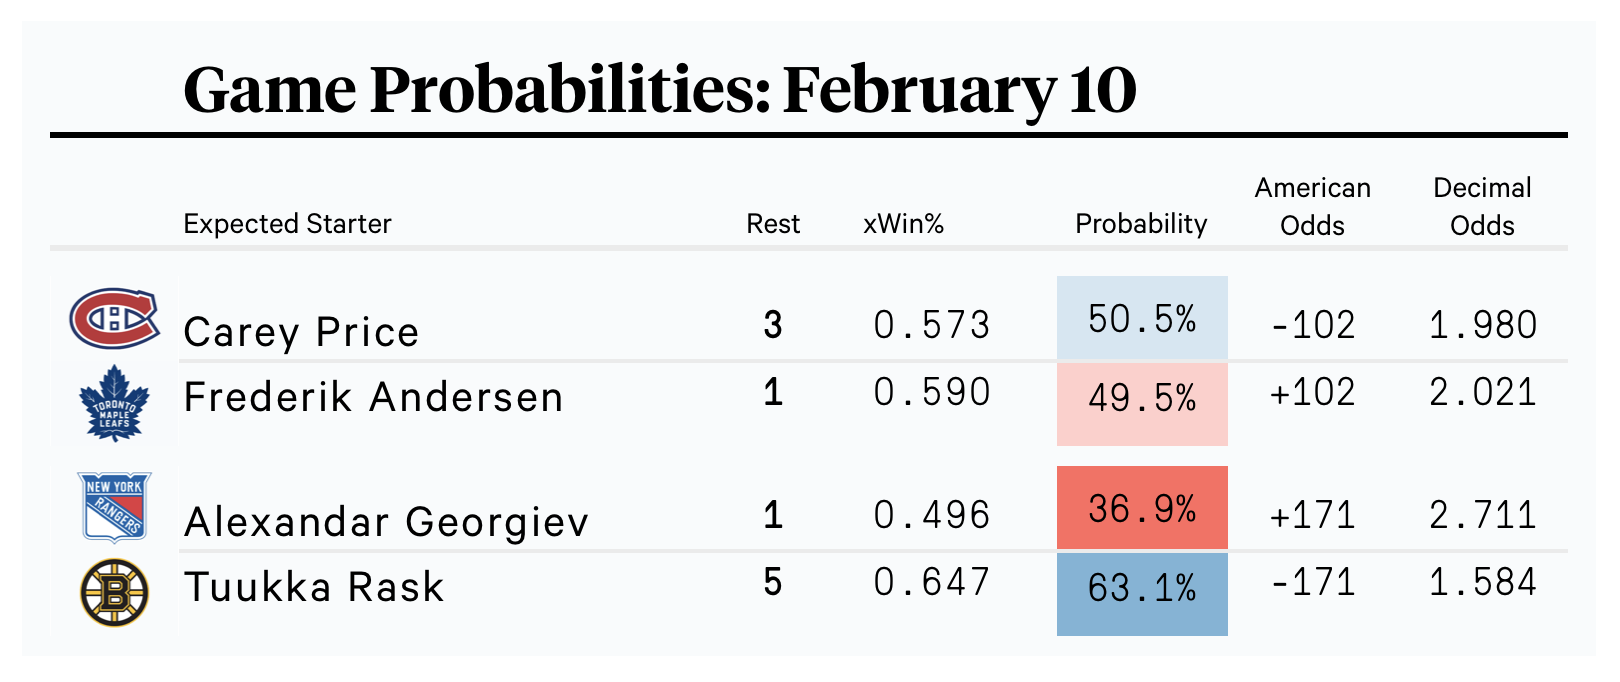 Game Probabilities: February 10
Expected Starter Rest xWin% Probability American Odds Decimal Odds
Carey Price 3 0.573 50.5% -102 1.980
TORONTO
MAPLE
LEAFS
Frederik Andersen 1 0.590 49.5% +102 2.021
NEW YORK
RANGERS
Alexandar Georgiev 1 0.496 36.9% +171 2.711
B
Tuukka Rask 5 0.647 63.1% -171 1.584